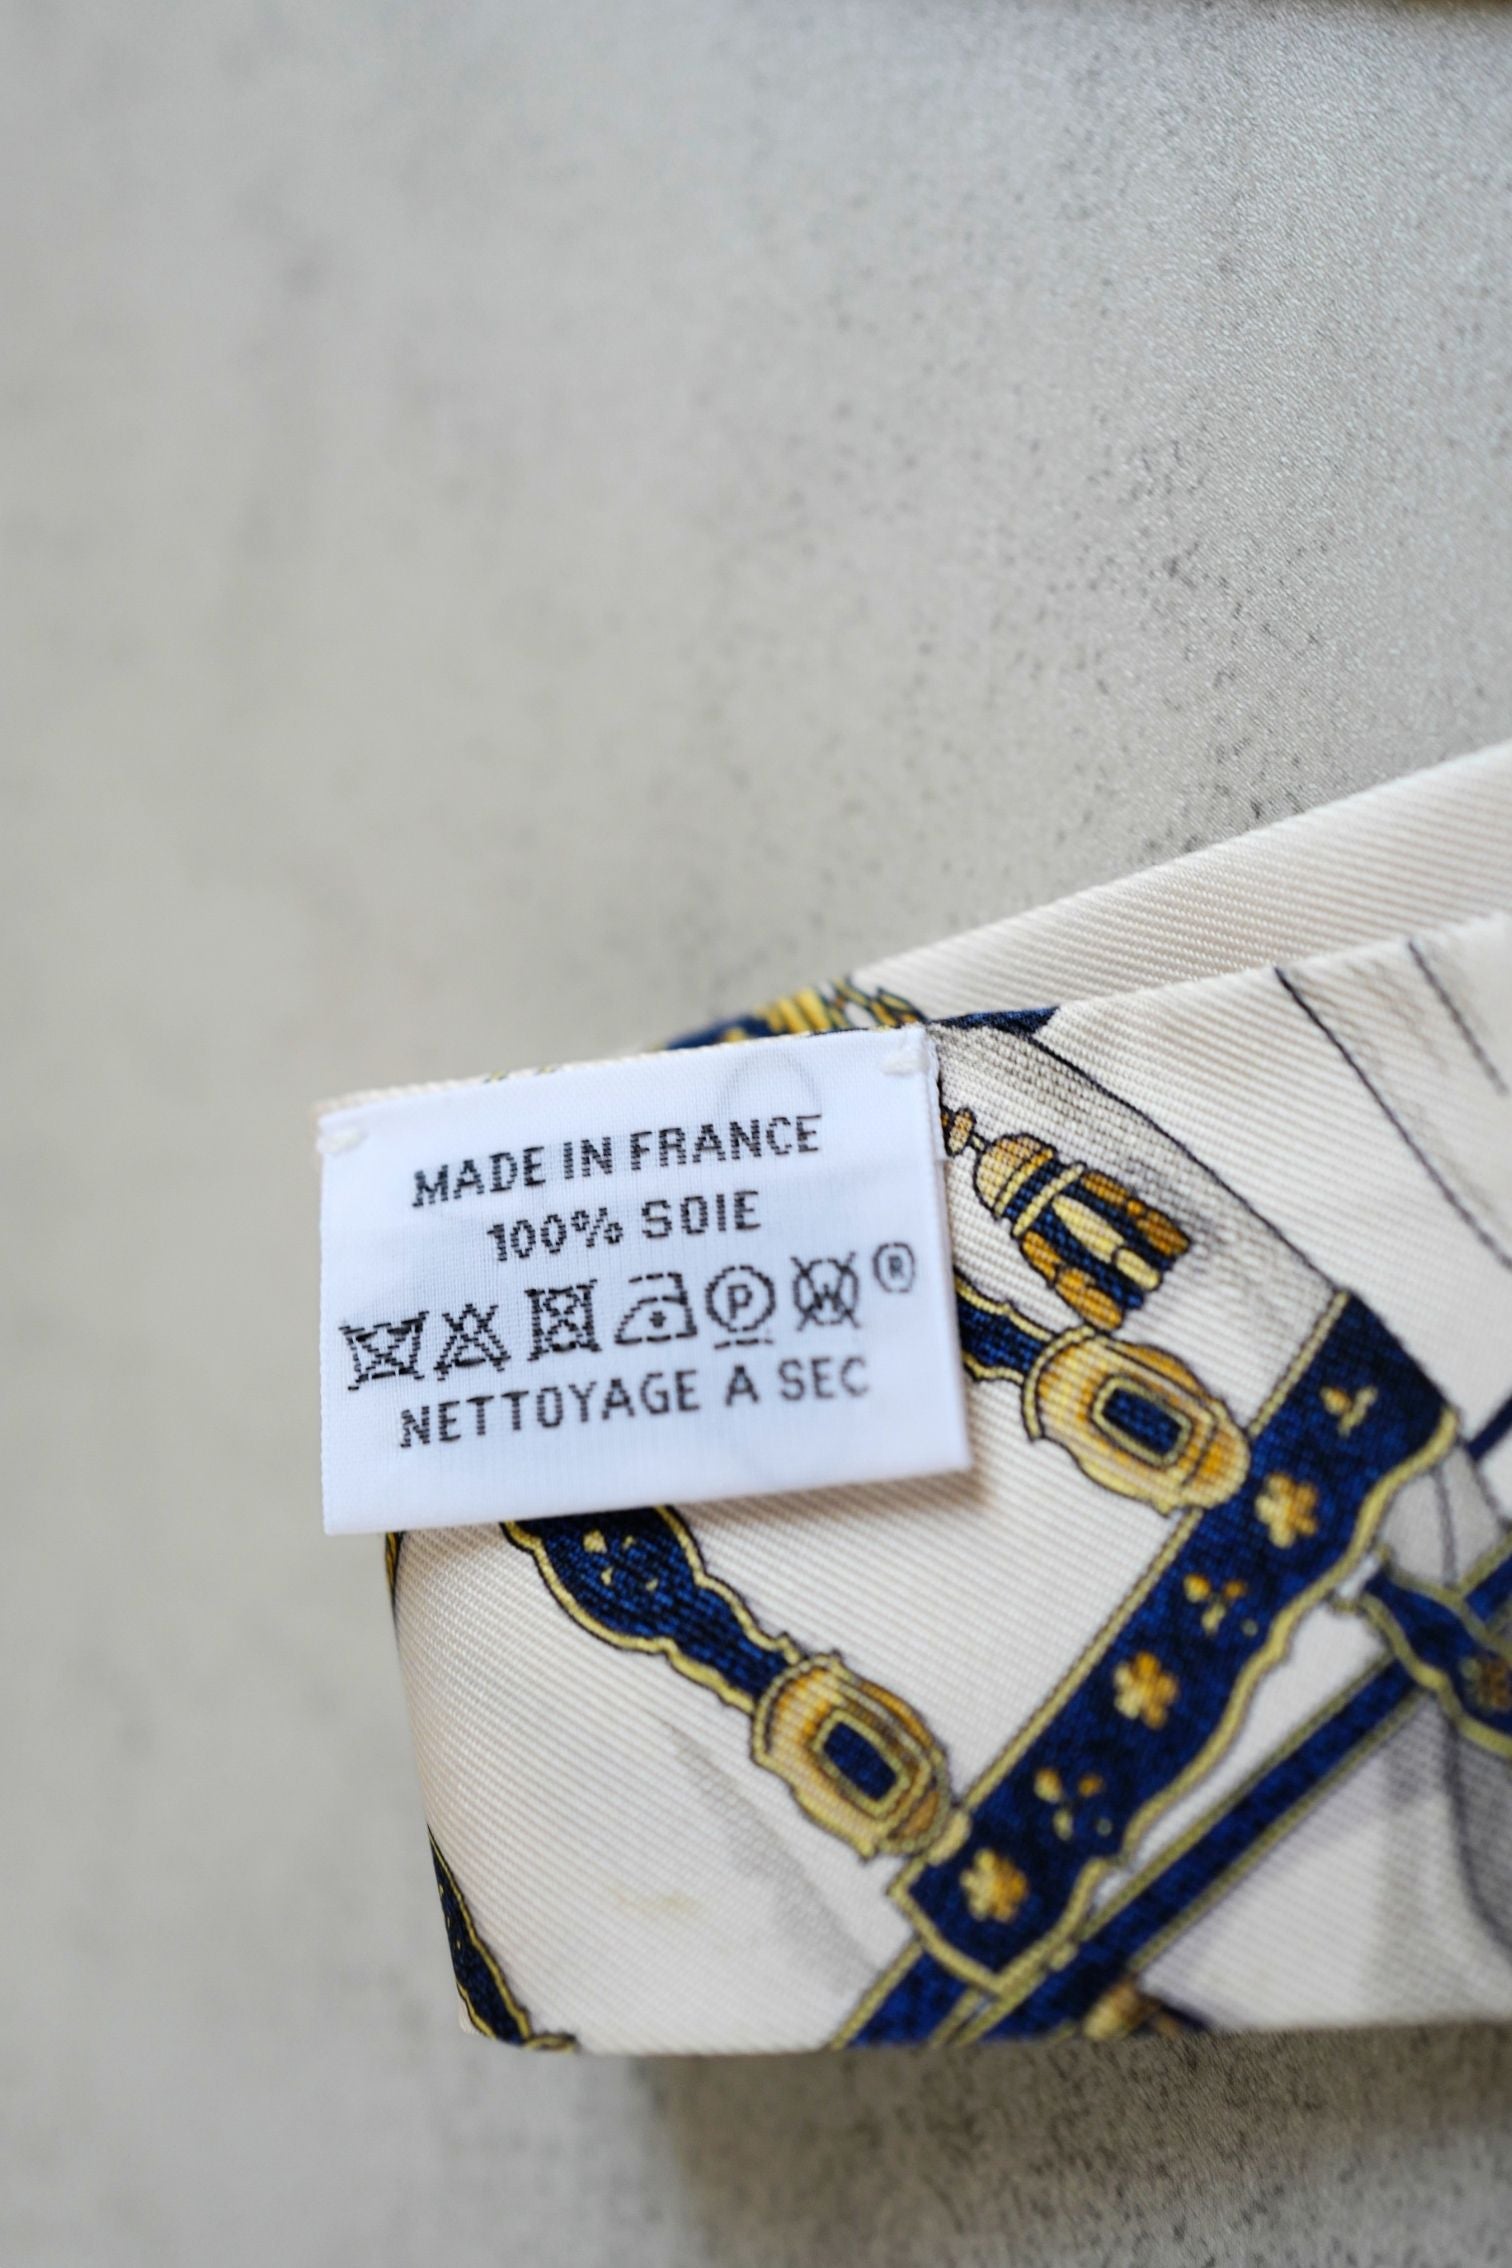 MADE IN FRANCE
100% SOIE
P W ®
NETTOYAGE A SEC